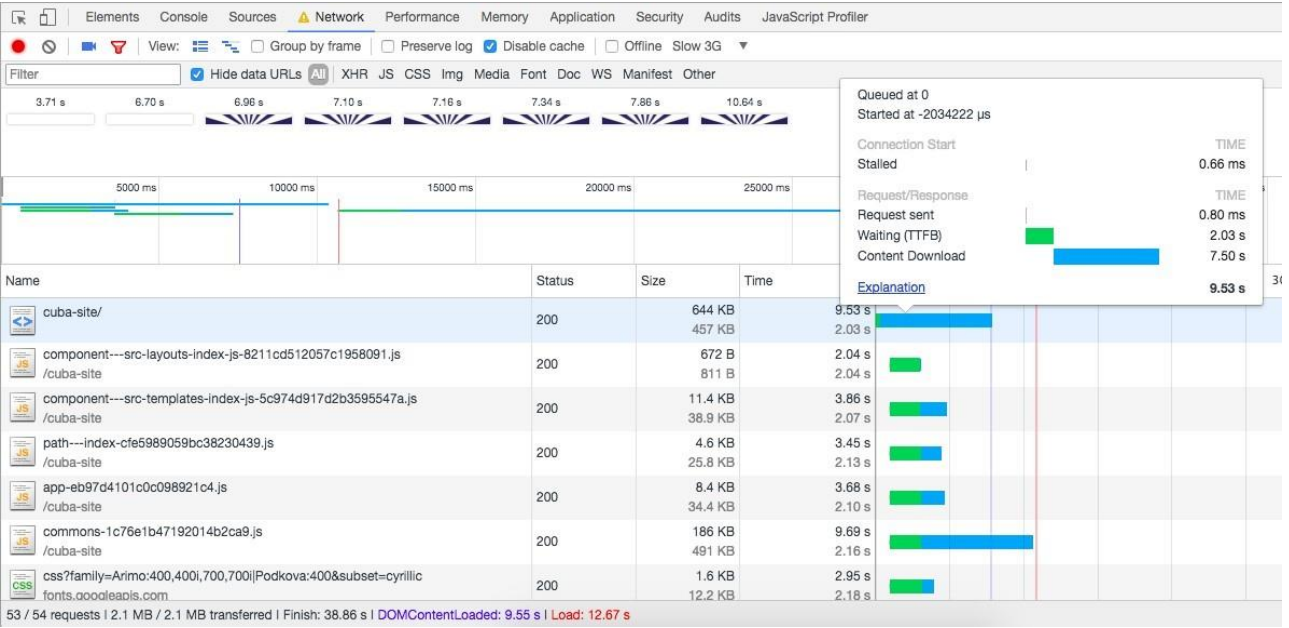 Elements Console Sources Network Performance Memory Application Security Audits JavaScript Profiler
View: Group by frame Preserve log Disable cache Offline Slow 3G ▼
Filter Hide data URLs All XHR JS CSS Img Media Font Doc WS Manifest Other
3.71 s 6.70 s 6.96 s 7.10 s 7.16 s 7.34 s 7.86 s 10.64 s
5000 ms 10000 ms 15000 ms 20000 ms 25000 ms
Queued at 0
Started at -2034222 μs
Connection Start TIME
Stalled 0.66 ms
Request/Response TIME
Request sent 0.80 ms
Waiting (TTFB) 2.03 s
Content Download 7.50 s
Explanation 9.53 s
Name Status Size Time
cuba-site/ 200 644 KB 9.53 s
457 KB 2.03 s
component---src-layouts-index-js-8211cd512057c1958091.js 200 672 B 2.04 s
/cuba-site 811 B 2.04 s
component---src-templates-index-js-5c974d917d2b3595547a.js 200 11.4 KB 3.86 s
/cuba-site 38.9 KB 2.07 s
path---index-cfe5989059bc38230439.js 200 4.6 KB 3.45 s
/cuba-site 25.8 KB 2.13 s
app-eb97d4101c0c098921c4.js 200 8.4 KB 3.68 s
/cuba-site 34.4 KB 2.10 s
commons-1c76e1b47192014b2ca9.js 200 186 KB 9.69 s
/cuba-site 491 KB 2.16 s
css?family=Arimo:400,400i,700,700i|Podkova:400&subset=cyrillic 200 1.6 KB 2.95 s
fonts.googleapis.com 12.2 KB 2.18 s
53 / 54 requests | 2.1 MB / 2.1 MB transferred | Finish: 38.86 s | DOMContentLoaded: 9.55 s | Load: 12.67 s